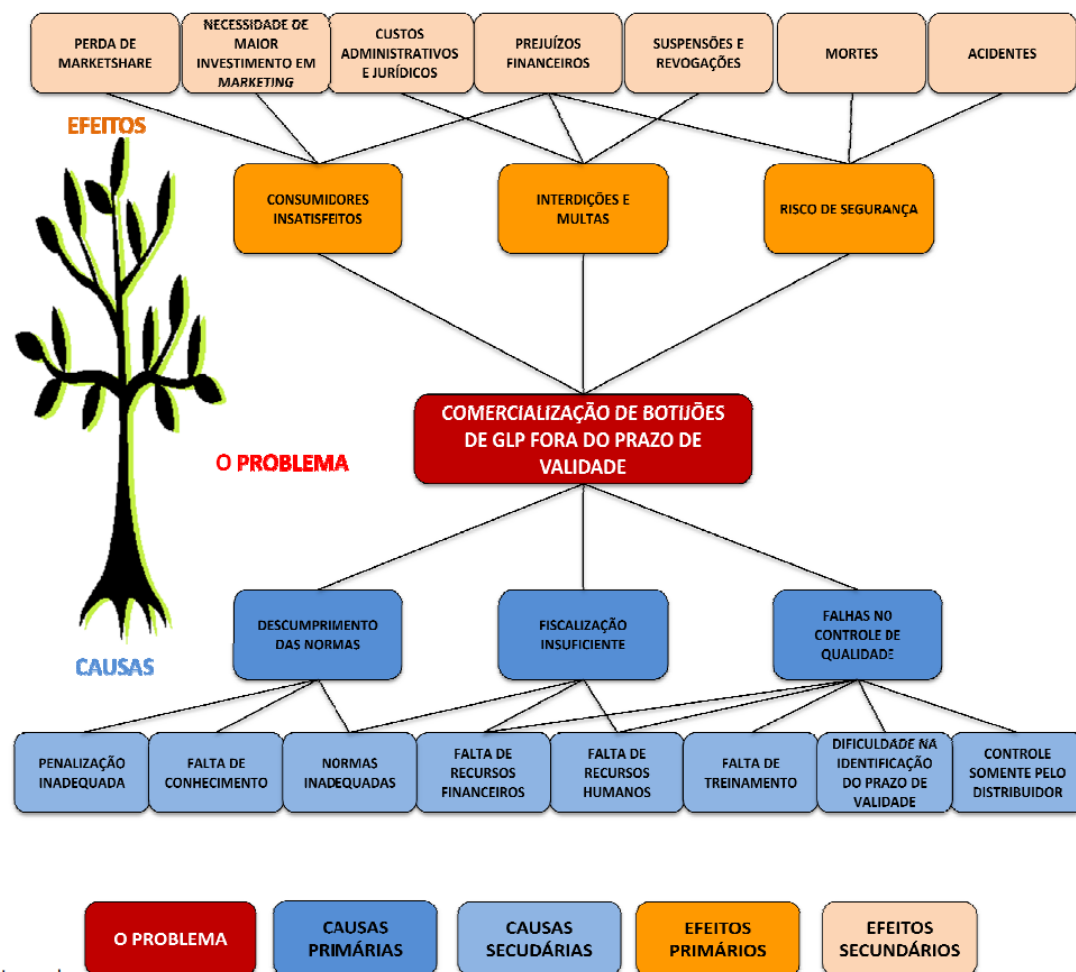 PERDA DE
MARKETSHARE
NECESSIDADE DE
MAIOR
INVESTIMENTO EM
MARKETING
CUSTOS
ADMINISTRATIVOS
E JURÍDICOS
PREJUÍZOS
FINANCEIROS
SUSPENSÕES E
REVOGAÇÕES
MORTES
ACIDENTES
EFEITOS
CONSUMIDORES
INSATISFEITOS
INTERDIÇÕES E
MULTAS
RISCO DE SEGURANÇA
COMERCIALIZAÇÃO DE BOTIJÕES
DE GLP FORA DO PRAZO DE
VALIDADE
O PROBLEMA
DESCUMPRIMENTO
DAS NORMAS
FISCALIZAÇÃO
INSUFICIENTE
FALHAS NO
CONTROLE DE
QUALIDADE
CAUSAS
PENALIZAÇÃO
INADEQUADA
FALTA DE
CONHECIMENTO
NORMAS
INADEQUADAS
FALTA DE
RECURSOS
FINANCEIROS
FALTA DE
RECURSOS
HUMANOS
FALTA DE
TREINAMENTO
DIFICULDADE NA
IDENTIFICAÇÃO
DO PRAZO DE
VALIDADE
CONTROLE
SOMENTE PELO
DISTRIBUIDOR
O PROBLEMA
CAUSAS
PRIMÁRIAS
CAUSAS
SECUDÁRIAS
EFEITOS
PRIMÁRIOS
EFEITOS
SECUNDÁRIOS